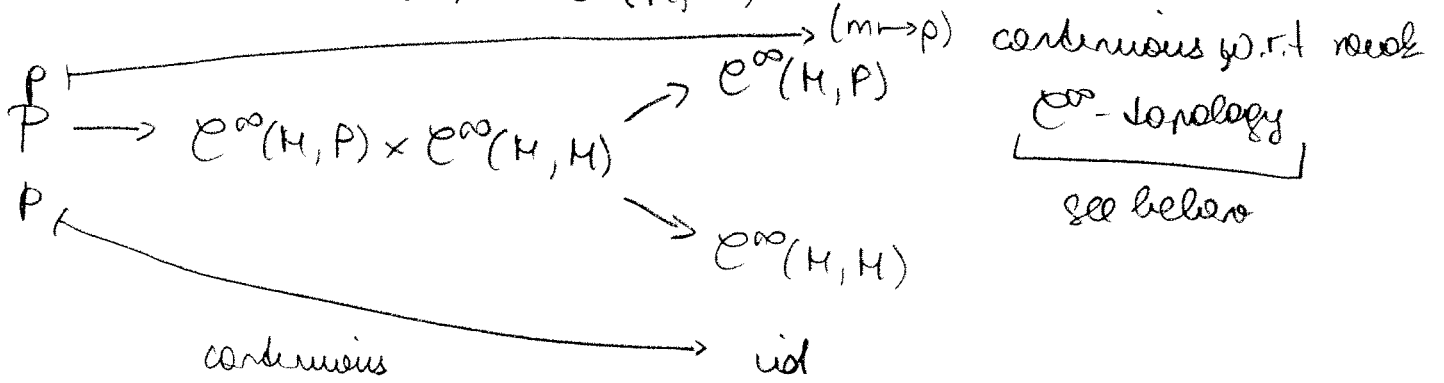 p ↦ (m ↦ p) continuous w.r.t weak
P → C^∞(M, P) × C^∞(M, M)
C^∞(M, P)
C^∞ - topology
see below
p ↦ id
C^∞(M, M)
continuous